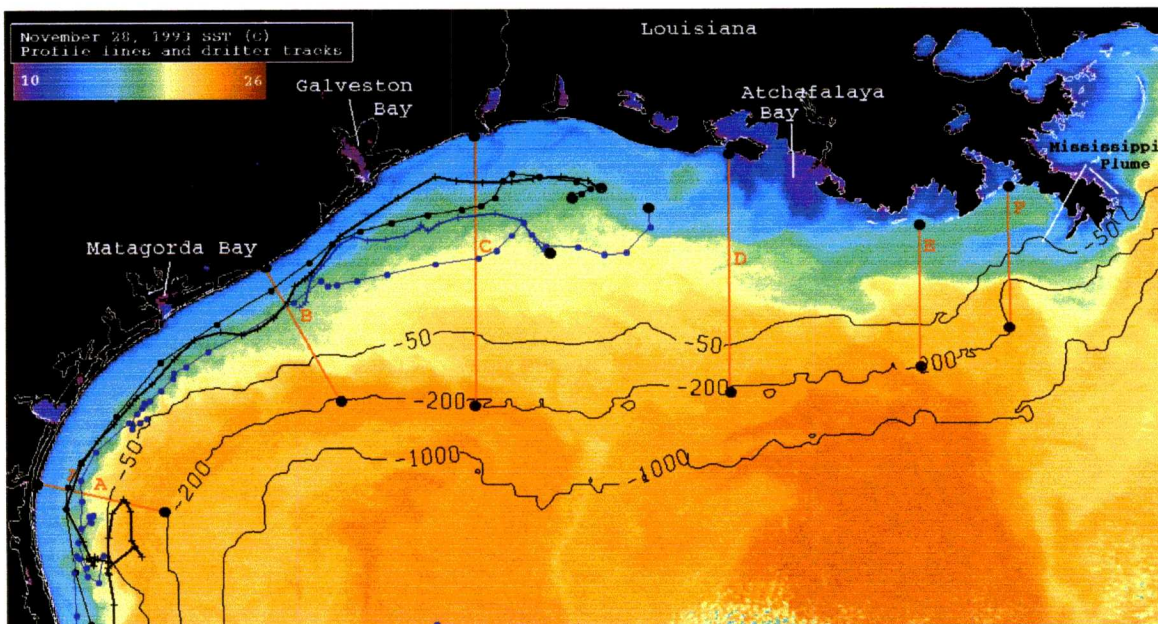 November 28, 1993 SST (C)
Profile lines and drifter tracks
10 26
Louisiana
Galveston
Bay
Atchafalaya
Bay
Mississippi
Plume
Matagorda Bay
A
B
C
D
E
F
-50
-50
-50
-50
-200
-200
-200
-200
-1000
-1000